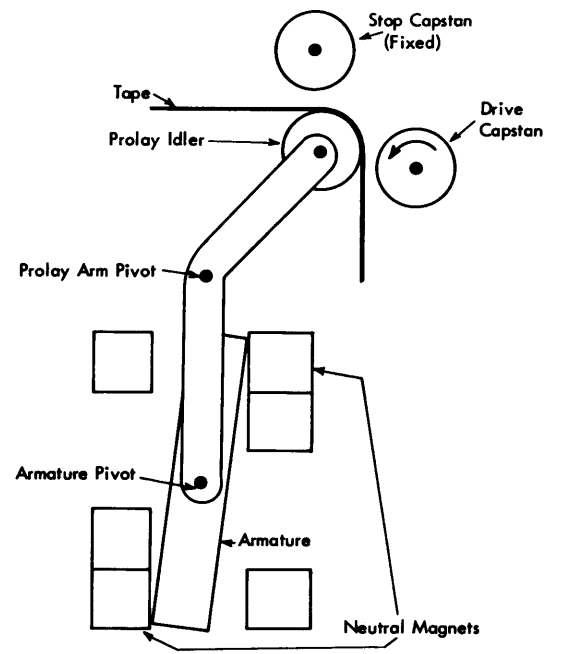 Stop Capstan
(Fixed)
Tape
Drive
Capstan
Prolay Idler
Prolay Arm Pivot
Armature Pivot
Armature
Neutral Magnets